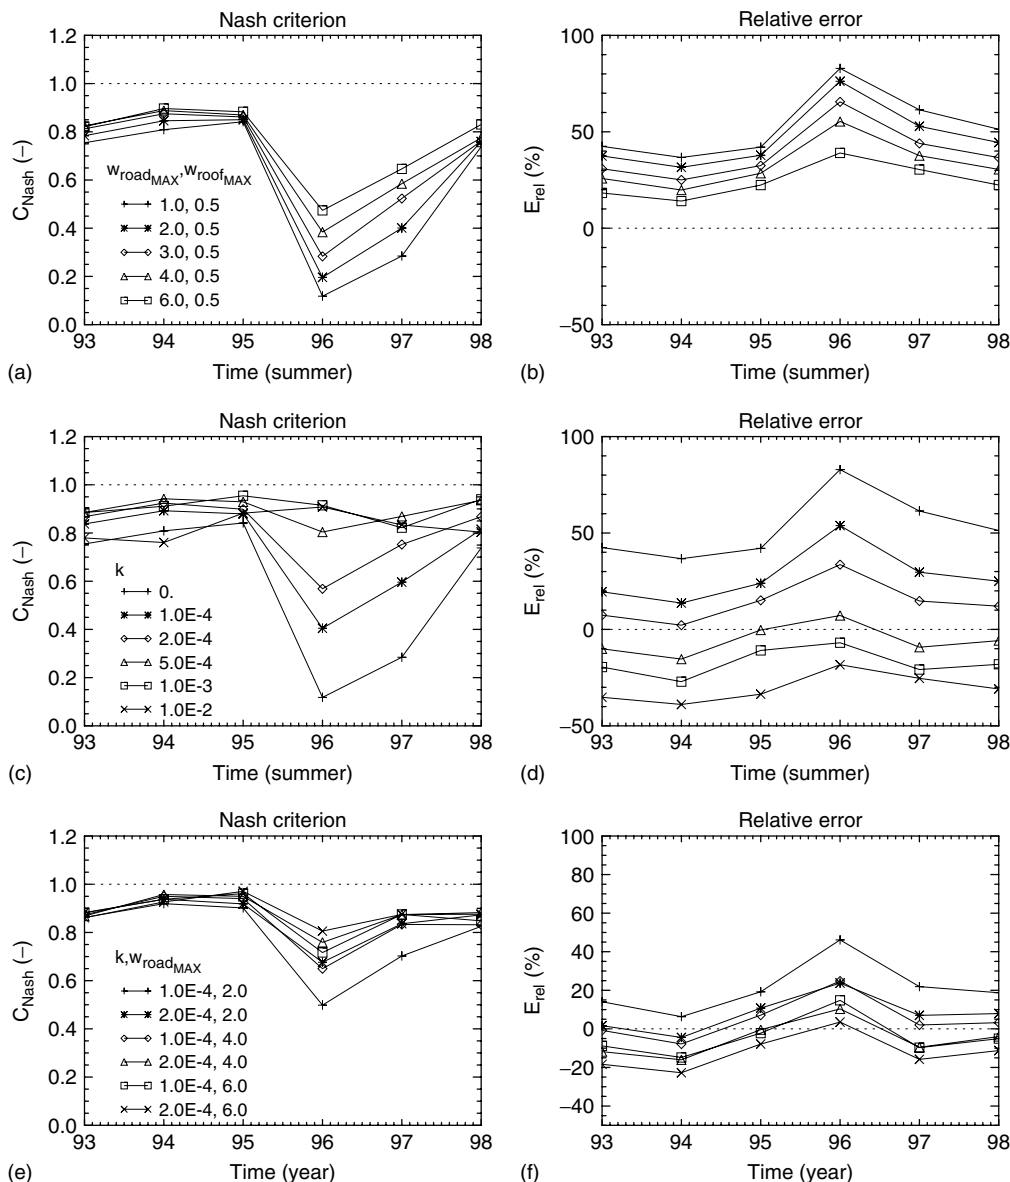 Nash criterion
1.2
1.0
0.8
0.6
0.4
0.2
0.0
C_Nash (–)
w_road_MAX, w_roof_MAX
1.0, 0.5
2.0, 0.5
3.0, 0.5
4.0, 0.5
6.0, 0.5
93 94 95 96 97 98
(a) Time (summer)
Relative error
100
50
0
−50
E_rel (%)
93 94 95 96 97 98
(b) Time (summer)
Nash criterion
1.2
1.0
0.8
0.6
0.4
0.2
0.0
C_Nash (–)
k
0.
1.0E-4
2.0E-4
5.0E-4
1.0E-3
1.0E-2
93 94 95 96 97 98
(c) Time (summer)
Relative error
100
50
0
−50
E_rel (%)
93 94 95 96 97 98
(d) Time (summer)
Nash criterion
1.2
1.0
0.8
0.6
0.4
0.2
0.0
C_Nash (–)
k,w_road_MAX
1.0E-4, 2.0
2.0E-4, 2.0
1.0E-4, 4.0
2.0E-4, 4.0
1.0E-4, 6.0
2.0E-4, 6.0
93 94 95 96 97 98
(e) Time (year)
Relative error
100
80
60
40
20
0
−20
−40
E_rel (%)
93 94 95 96 97 98
(f) Time (year)